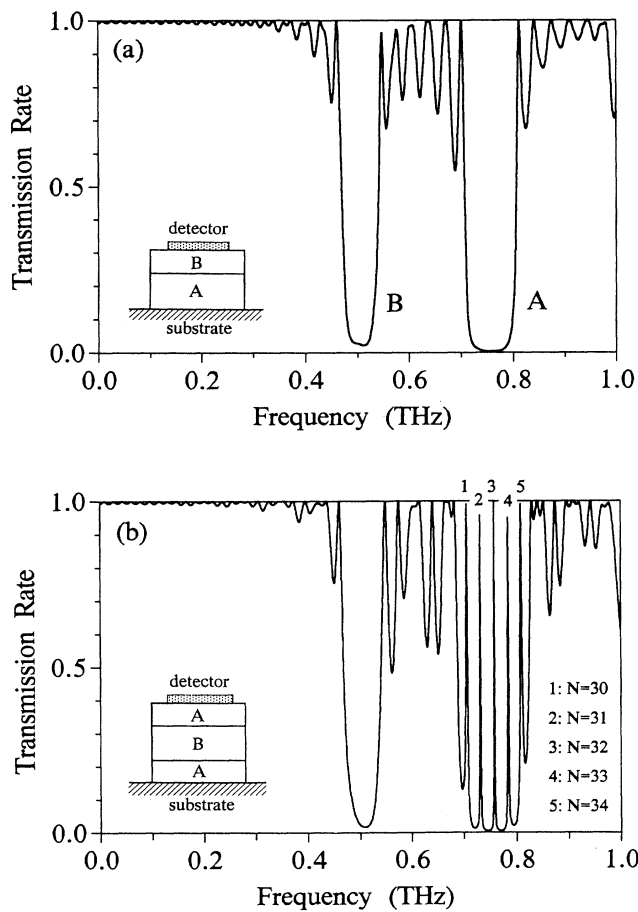 (a)
Transmission Rate
1.0
0.5
0.0
detector
B
A
substrate
B
A
0.0 0.2 0.4 0.6 0.8 1.0
Frequency (THz)
1 3 5
2 4
(b)
Transmission Rate
1.0
0.5
0.0
detector
A
B
A
substrate
1: N=30
2: N=31
3: N=32
4: N=33
5: N=34
0.0 0.2 0.4 0.6 0.8 1.0
Frequency (THz)